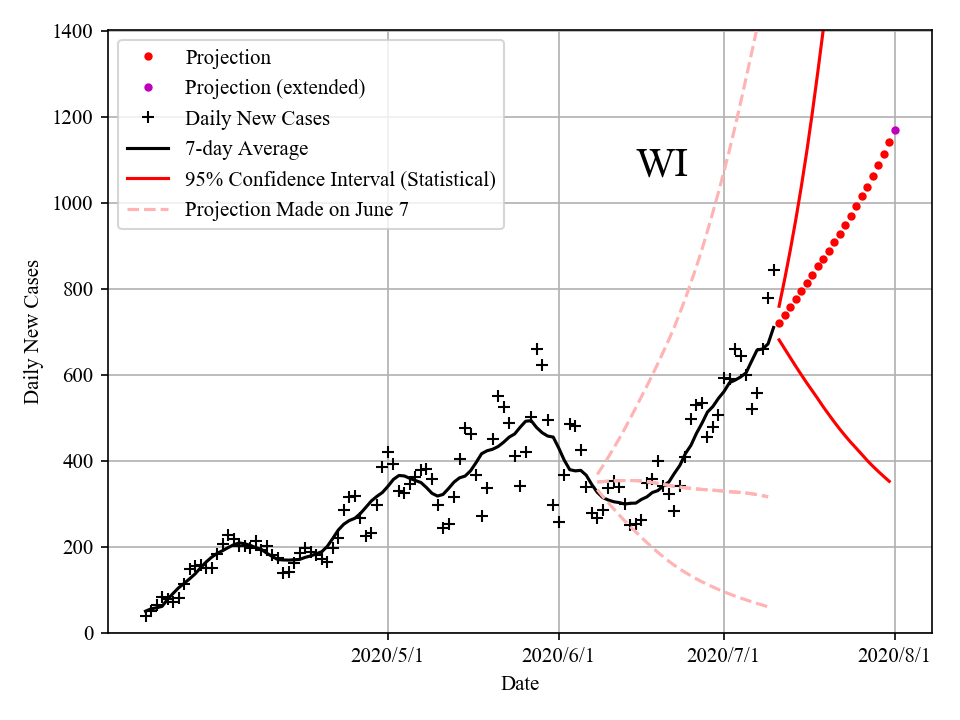 1400
1200
1000
800
600
400
200
0
Daily New Cases
Projection
Projection (extended)
Daily New Cases
7-day Average
95% Confidence Interval (Statistical)
Projection Made on June 7
WI
2020/5/1 2020/6/1 2020/7/1 2020/8/1
Date